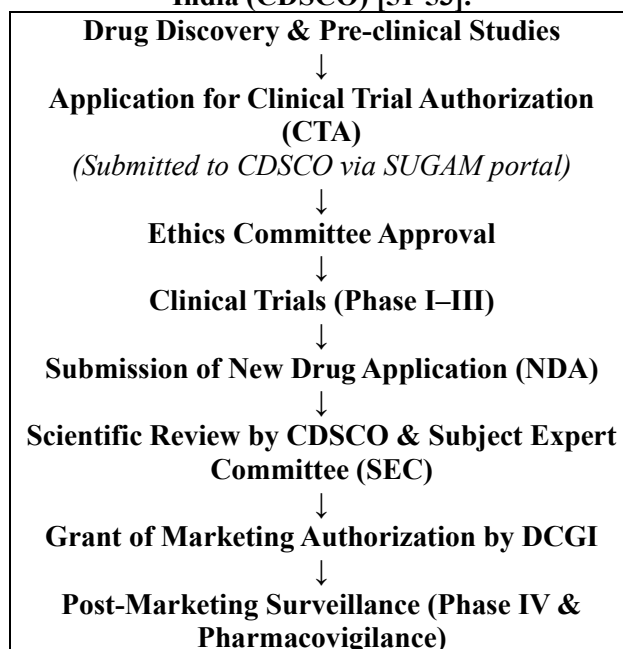 India (CDSCO) [31-33].
Drug Discovery & Pre-clinical Studies
↓
Application for Clinical Trial Authorization
(CTA)
(Submitted to CDSCO via SUGAM portal)
↓
Ethics Committee Approval
↓
Clinical Trials (Phase I–III)
↓
Submission of New Drug Application (NDA)
↓
Scientific Review by CDSCO & Subject Expert
Committee (SEC)
↓
Grant of Marketing Authorization by DCGI
↓
Post-Marketing Surveillance (Phase IV &
Pharmacovigilance)